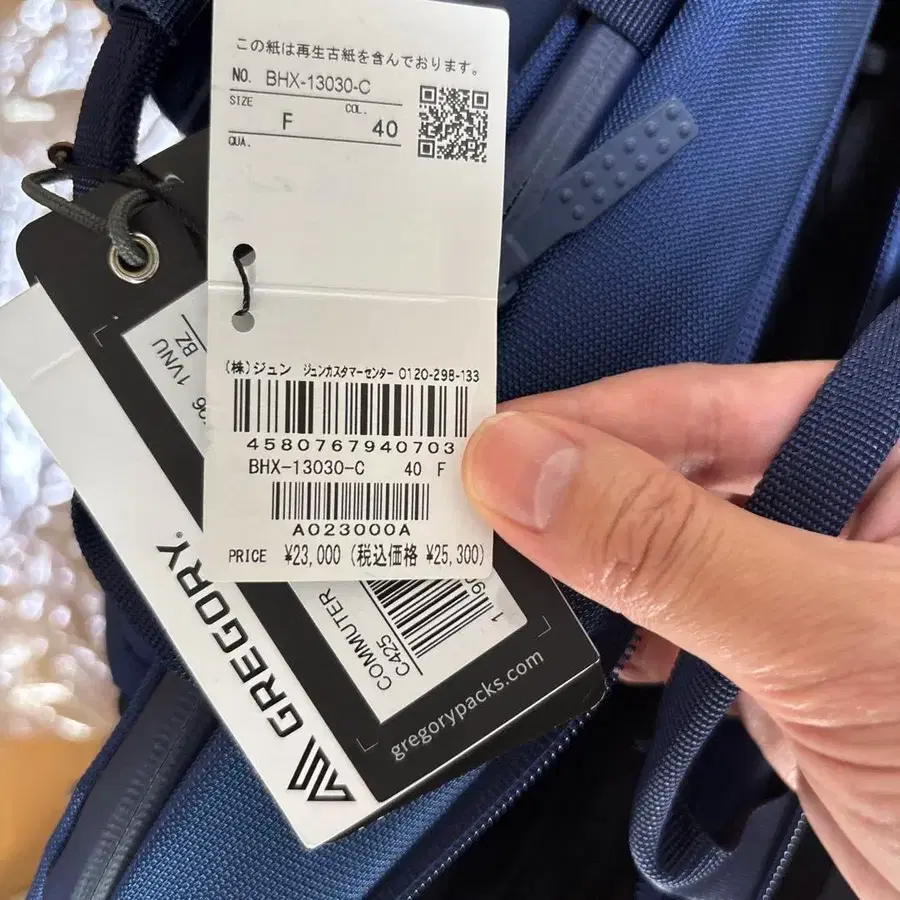 この紙は再生古紙を含んでおります。
NO. BHX-13030-C
SIZE F COL. 40
QUA.
(株)ジュン ジュンカスタマーセンター 0120-298-133
4580767940703
BHX-13030-C 40 F
A023000A
PRICE ¥23,000 (税込価格 ¥25,300)
1VNU
BZ
GREGORY
COMMUTER
C425
gregorypacks.com